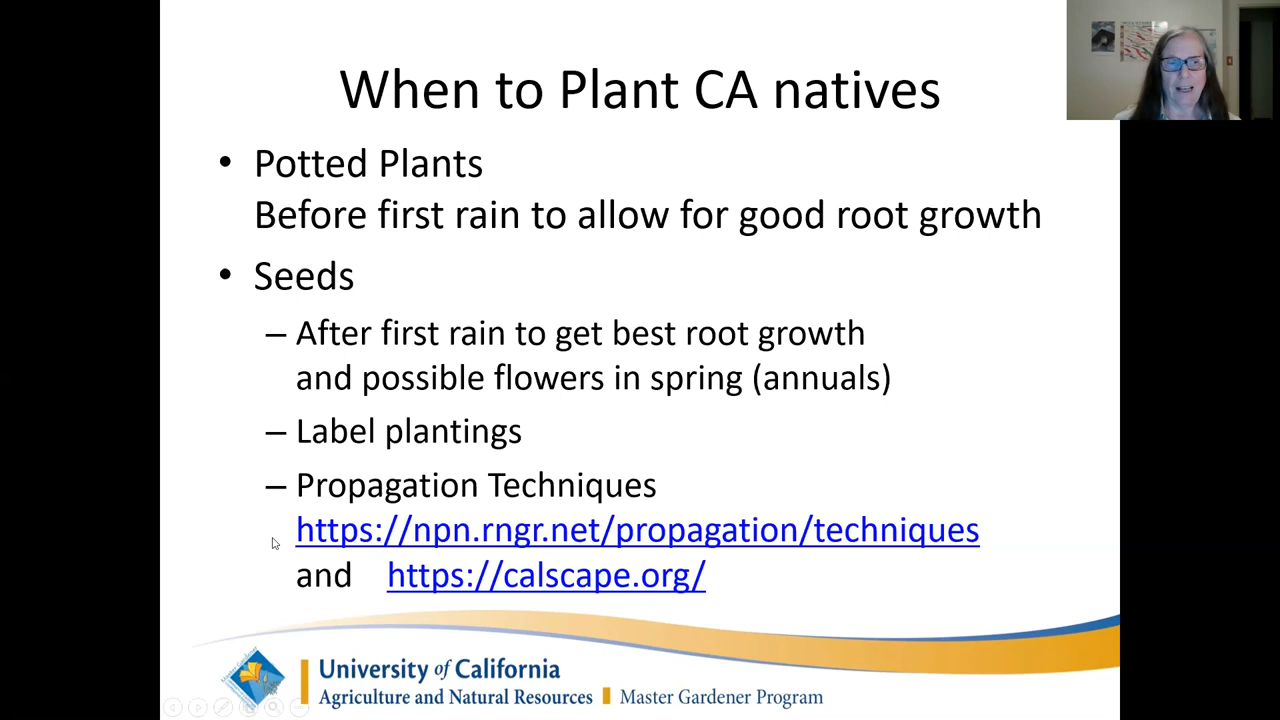 When to Plant CA natives
• Potted Plants
Before first rain to allow for good root growth
• Seeds
– After first rain to get best root growth
and possible flowers in spring (annuals)
– Label plantings
– Propagation Techniques
https://npn.rngr.net/propagation/techniques
and https://calscape.org/
University of California
Agriculture and Natural Resources Master Gardener Program